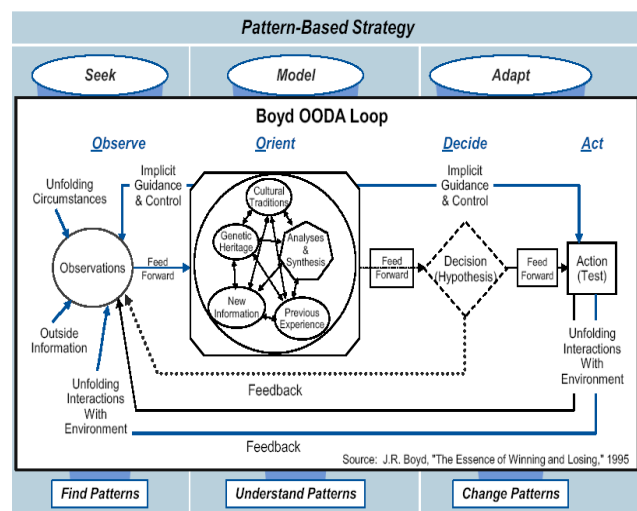 Pattern-Based Strategy
Seek
Model
Adapt
Boyd OODA Loop
Observe
Orient
Decide
Act
Implicit
Guidance
& Control
Implicit
Guidance
& Control
Unfolding
Circumstances
Cultural
Traditions
Genetic
Heritage
Analyses
&
Synthesis
New
Information
Previous
Experience
Observations
Feed
Forward
Feed
Forward
Decision
(Hypothesis)
Feed
Forward
Action
(Test)
Outside
Information
Unfolding
Interactions
With
Environment
Unfolding
Interactions
With
Environment
Feedback
Feedback
Source: J.R. Boyd, "The Essence of Winning and Losing," 1995
Find Patterns
Understand Patterns
Change Patterns